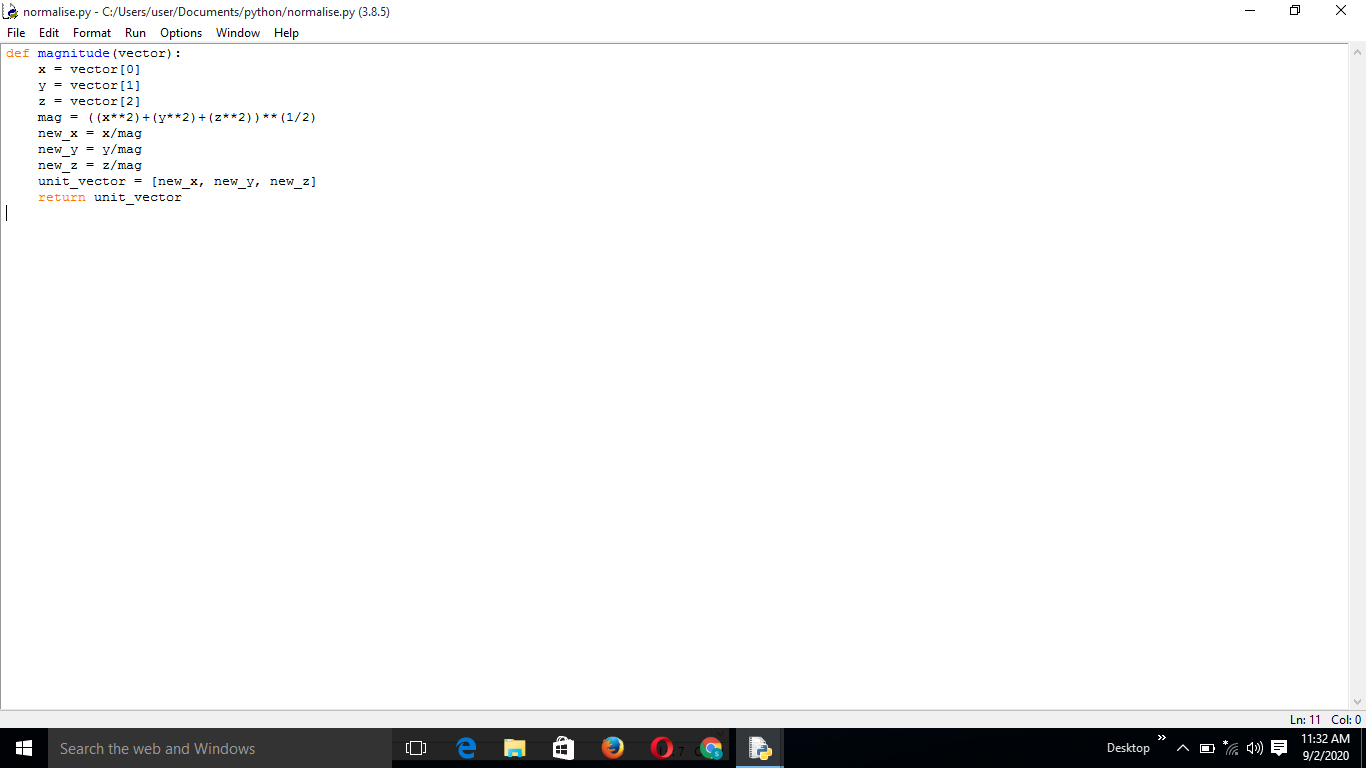 normalise.py - C:/Users/user/Documents/python/normalise.py (3.8.5)
File Edit Format Run Options Window Help
def magnitude(vector):
    x = vector[0]
    y = vector[1]
    z = vector[2]
    mag = ((x**2)+(y**2)+(z**2))**(1/2)
    new_x = x/mag
    new_y = y/mag
    new_z = z/mag
    unit_vector = [new_x, new_y, new_z]
    return unit_vector
Ln: 11 Col: 0
Search the web and Windows
Desktop
11:32 AM
9/2/2020